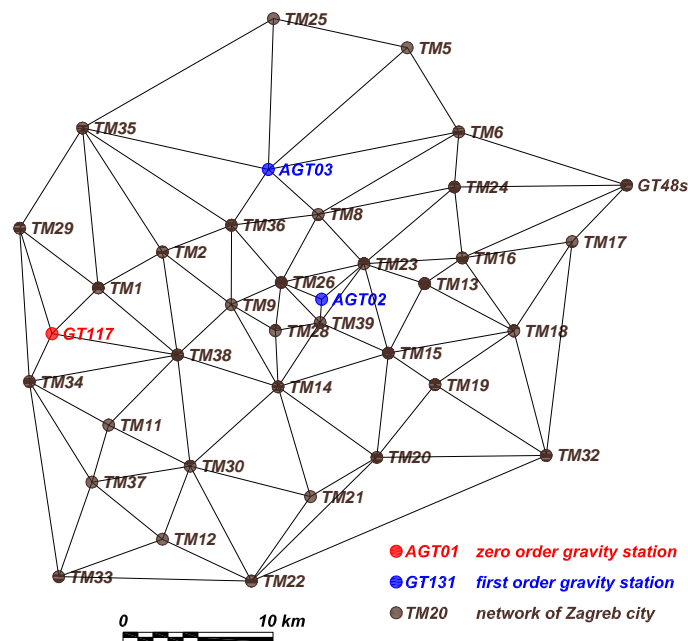 TM25
TM5
TM35
TM6
AGT03
TM24
GT48s
TM8
TM36
TM29
TM17
TM2
TM23
TM16
TM26
TM13
TM1
AGT02
TM9
TM39
TM28
TM18
GT117
TM38
TM15
TM34
TM14
TM19
TM11
TM20
TM32
TM30
TM37
TM21
TM12
TM33
TM22
AGT01 zero order gravity station
GT131 first order gravity station
TM20 network of Zagreb city
0 10 km